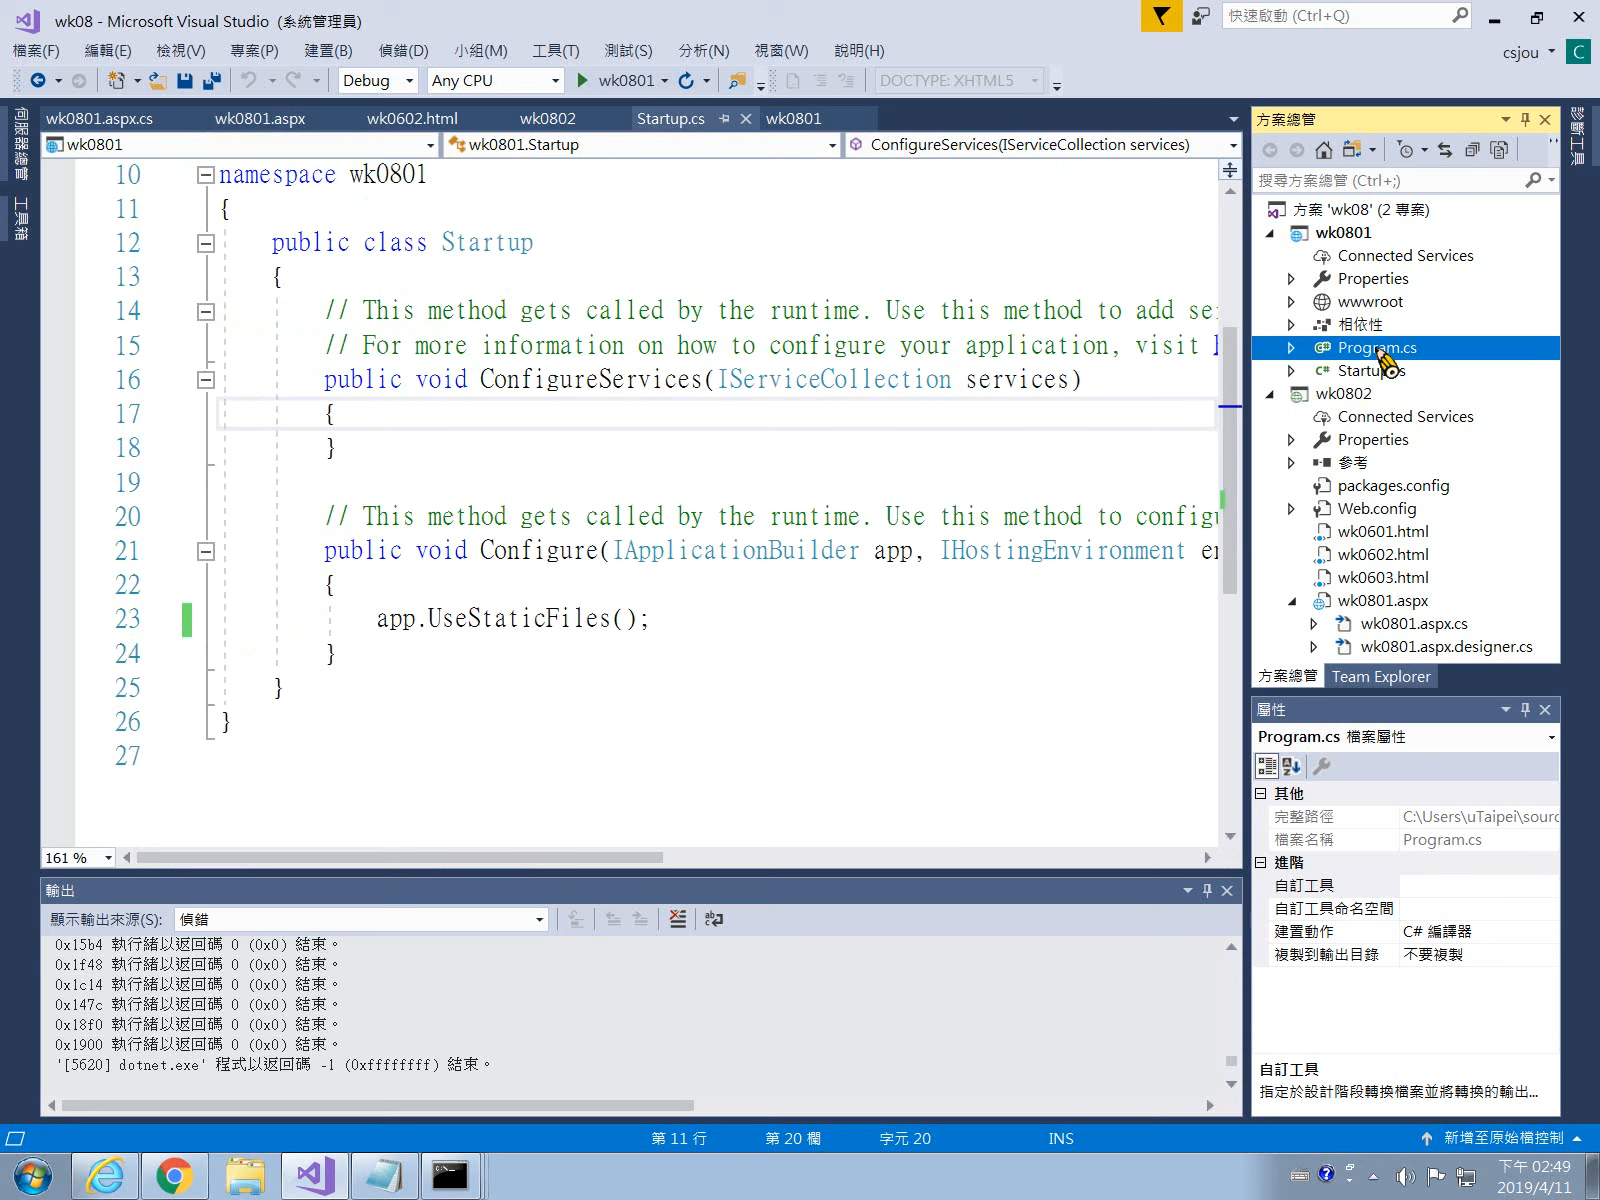 wk08 - Microsoft Visual Studio (系統管理員)
快速啟動 (Ctrl+Q)
檔案(F) 編輯(E) 檢視(V) 專案(P) 建置(B) 偵錯(D) 小組(M) 工具(T) 測試(S) 分析(N) 視窗(W) 說明(H)
csjou C
Debug Any CPU wk0801 DOCTYPE: XHTML5
伺服器總管
工具箱
wk0801.aspx.cs wk0801.aspx wk0602.html wk0802 Startup.cs wk0801
wk0801 wk0801.Startup ConfigureServices(IServiceCollection services)
10 namespace wk0801
11 {
12 public class Startup
13 {
14 // This method gets called by the runtime. Use this method to add se
15 // For more information on how to configure your application, visit
16 public void ConfigureServices(IServiceCollection services)
17 {
18 }
19
20 // This method gets called by the runtime. Use this method to config
21 public void Configure(IApplicationBuilder app, IHostingEnvironment e
22 {
23 app.UseStaticFiles();
24 }
25 }
26 }
27
161 %
輸出
顯示輸出來源(S): 偵錯
0x15b4 執行緒以返回碼 0 (0x0) 結束。
0x1f48 執行緒以返回碼 0 (0x0) 結束。
0x1c14 執行緒以返回碼 0 (0x0) 結束。
0x147c 執行緒以返回碼 0 (0x0) 結束。
0x18f0 執行緒以返回碼 0 (0x0) 結束。
0x1900 執行緒以返回碼 0 (0x0) 結束。
'[5620] dotnet.exe' 程式以返回碼 -1 (0xffffffff) 結束。
方案總管
搜尋方案總管 (Ctrl+;)
方案 'wk08' (2 專案)
wk0801
Connected Services
Properties
wwwroot
相依性
Program.cs
Startup.cs
wk0802
Connected Services
Properties
參考
packages.config
Web.config
wk0601.html
wk0602.html
wk0603.html
wk0801.aspx
wk0801.aspx.cs
wk0801.aspx.designer.cs
方案總管 Team Explorer
診斷工具
屬性
Program.cs 檔案屬性
其他
完整路徑 C:\Users\uTaipei\sourc
檔案名稱 Program.cs
進階
自訂工具
自訂工具命名空間
建置動作 C# 編譯器
複製到輸出目錄 不要複製
自訂工具
指定於設計階段轉換檔案並將轉換的輸出...
第 11 行 第 20 欄 字元 20 INS 新增至原始檔控制
下午 02:49
2019/4/11